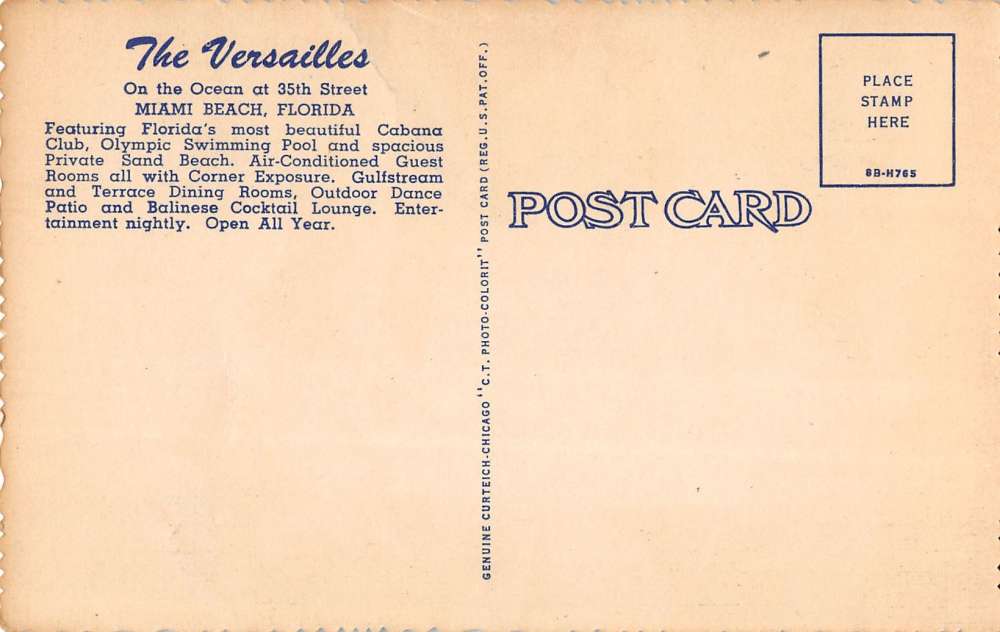 The Versailles
On the Ocean at 35th Street
MIAMI BEACH, FLORIDA
Featuring Florida's most beautiful Cabana
Club, Olympic Swimming Pool and spacious
Private Sand Beach. Air-Conditioned Guest
Rooms all with Corner Exposure. Gulfstream
and Terrace Dining Rooms, Outdoor Dance
Patio and Balinese Cocktail Lounge. Enter-
tainment nightly. Open All Year.
GENUINE CURTEICH-CHICAGO "C.T. PHOTO-COLORIT" POST CARD (REG. U.S. PAT. OFF.)
POST CARD
PLACE
STAMP
HERE
8B-H765